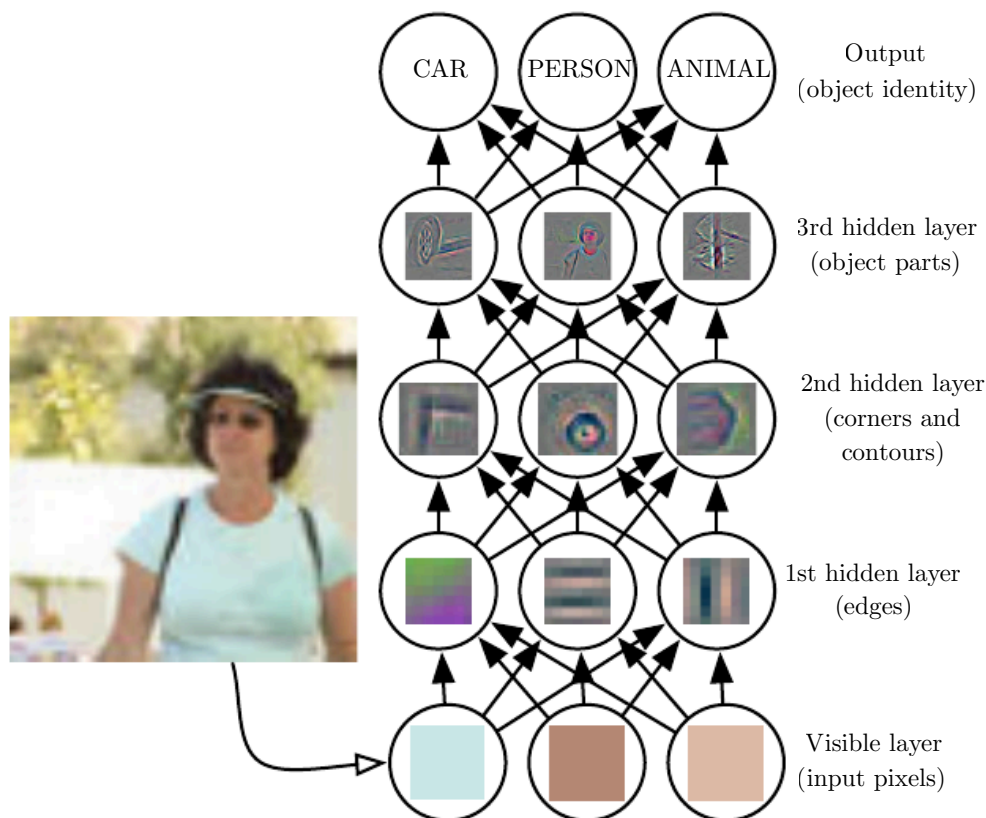 CAR PERSON ANIMAL
Output
(object identity)
3rd hidden layer
(object parts)
2nd hidden layer
(corners and
contours)
1st hidden layer
(edges)
Visible layer
(input pixels)